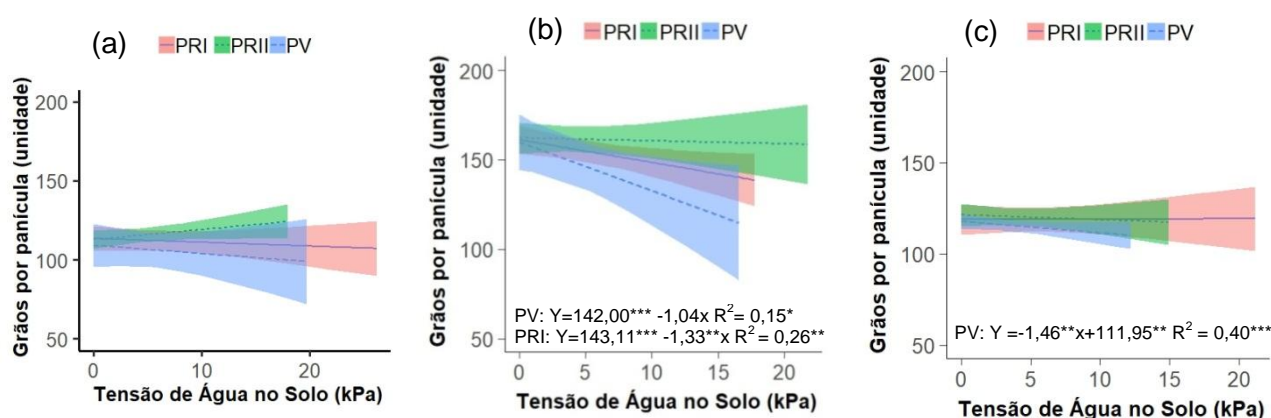 (a)
PRI PRII PV
Grãos por panícula (unidade)
200
150
100
50
0 10 20
Tensão de Água no Solo (kPa)
(b)
PRI PRII PV
Grãos por panícula (unidade)
200
150
100
50
PV: Y=142,00*** -1,04x R²= 0,15*
PRI: Y=143,11*** -1,33**x R² = 0,26**
0 5 10 15 20
Tensão de Água no Solo (kPa)
(c)
PRI PRII PV
Grãos por panícula (unidade)
200
150
100
50
PV: Y =-1,46**x+111,95** R² = 0,40***
0 5 10 15 20
Tensão de Água no Solo (kPa)